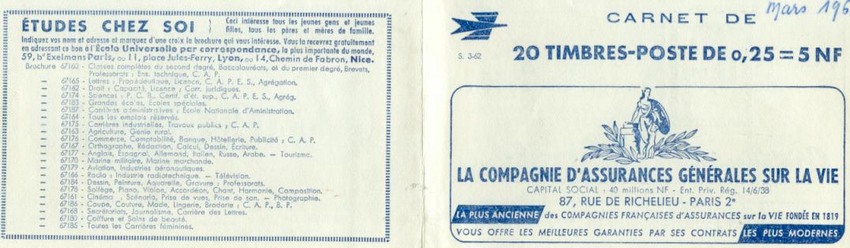 ÉTUDES CHEZ SOI
Ceci intéresse tous les jeunes gens et jeunes
filles, tous les pères et mères de famille.
Indiquez vos nom et adresse et marquez d'une croix la brochure qui vous intéresse. Vous la recevrez gratuitement
en adressant ce bon à l'École Universelle par correspondance, la plus importante du monde,
59, bd Exelmans Paris, ou 11, place Jules-Ferry, Lyon, 14, Chemin de Fabron, Nice.
Brochure 67160 - Classes complètes du second degré, Baccalauréats, et du premier degré, Brevets,
Professorats; Ens. technique, C. A. P.
— 67165 - Lettres: Propédeutique, Licence, C. A. P. E. S., Agrégation.
— 67162 - Droit; Capacité, Licence; Carr. juridiques.
— 67174 - Sciences: P. C. B., Certif. d'ét. sup., C. A. P. E. S., Agrég.
— 67183 - Grandes écoles, Écoles spéciales.
— Carrières administratives; École Nationale d'Administration.
— 67164 - Tous les emplois réservés.
— 67175 - Carrières industrielles, Travaux publics; C. A. P.
— 67163 - Agriculture, Génie rural.
— 67176 - Commerce, Comptabilité, Banque, Hôtellerie, Publicité; C. A. P.
— 67167 - Orthographe, Rédaction, Calcul, Dessin, Écriture.
— 67177 - Anglais, Espagnol, Allemand, Italien, Russe, Arabe. — Tourisme.
— 67170 - Marine militaire, Marine marchande.
— 67179 - Aviation, Industries aéronautiques.
— 67166 - Radio; Industrie radiotechnique. — Télévision.
— 67184 - Dessin, Peinture, Aquarelle, Gravure; Professorats.
— Solfège, Piano, Violon, Accordéon, Chant, Harmonie, Composition.
— 67161 - Cinéma: Scénario, Prise de vues, Prise de son. — Photographie.
— Coupe, Couture, Mode, Lingerie, Broderie; C. A. P., B. P.
— 67168 - Secrétariats, Journalisme, Carrière des Lettres.
— Coiffure et Soins de beauté.
— 67185 - Toutes les Carrières féminines.
CARNET DE
Mars 196
S. 3-62
20 TIMBRES-POSTE DE 0,25 = 5 NF
LA COMPAGNIE D'ASSURANCES GÉNÉRALES SUR LA VIE
CAPITAL SOCIAL: 40 millions NF - Ent. Priv. Rég. 14/6/38
87, RUE DE RICHELIEU - PARIS 2e
LA PLUS ANCIENNE des COMPAGNIES FRANÇAISES D'ASSURANCES sur la VIE FONDÉE EN 1819
VOUS OFFRE LES MEILLEURES GARANTIES PAR SES CONTRATS LES PLUS MODERNES